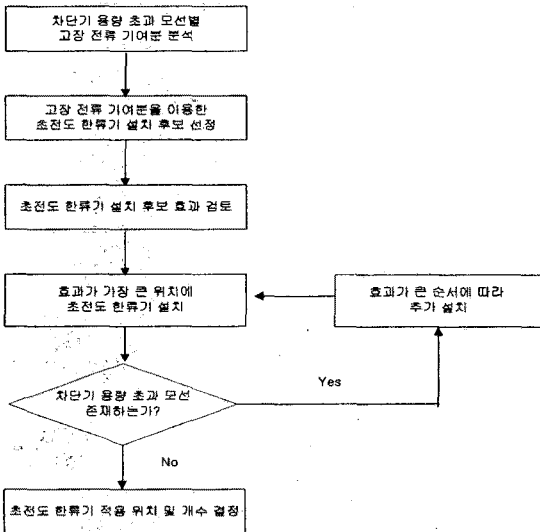 차단기 용량 초과 모선별
고장 전류 기여분 분석
고장 전류 기여분을 이용한
초전도 한류기 설치 후보 선정
초전도 한류기 설치 후보 효과 검토
효과가 가장 큰 위치에
초전도 한류기 설치
효과가 큰 순서에 따라
추가 설치
차단기 용량 초과 모선
존재하는가?
Yes
No
초전도 한류기 적용 위치 및 개수 결정